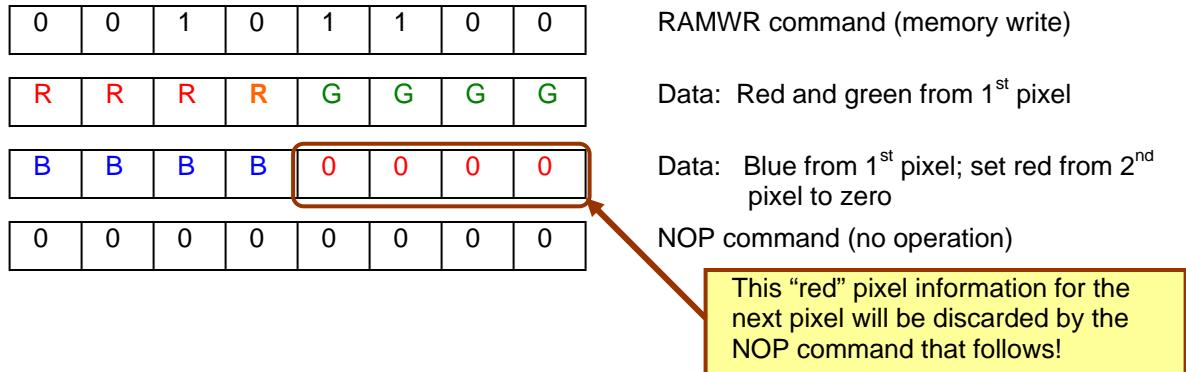 0 0 1 0 1 1 0 0 RAMWR command (memory write)
R R R R G G G G Data: Red and green from 1st pixel
B B B B 0 0 0 0 Data: Blue from 1st pixel; set red from 2nd
pixel to zero
0 0 0 0 0 0 0 0 NOP command (no operation)
This “red” pixel information for the
next pixel will be discarded by the
NOP command that follows!